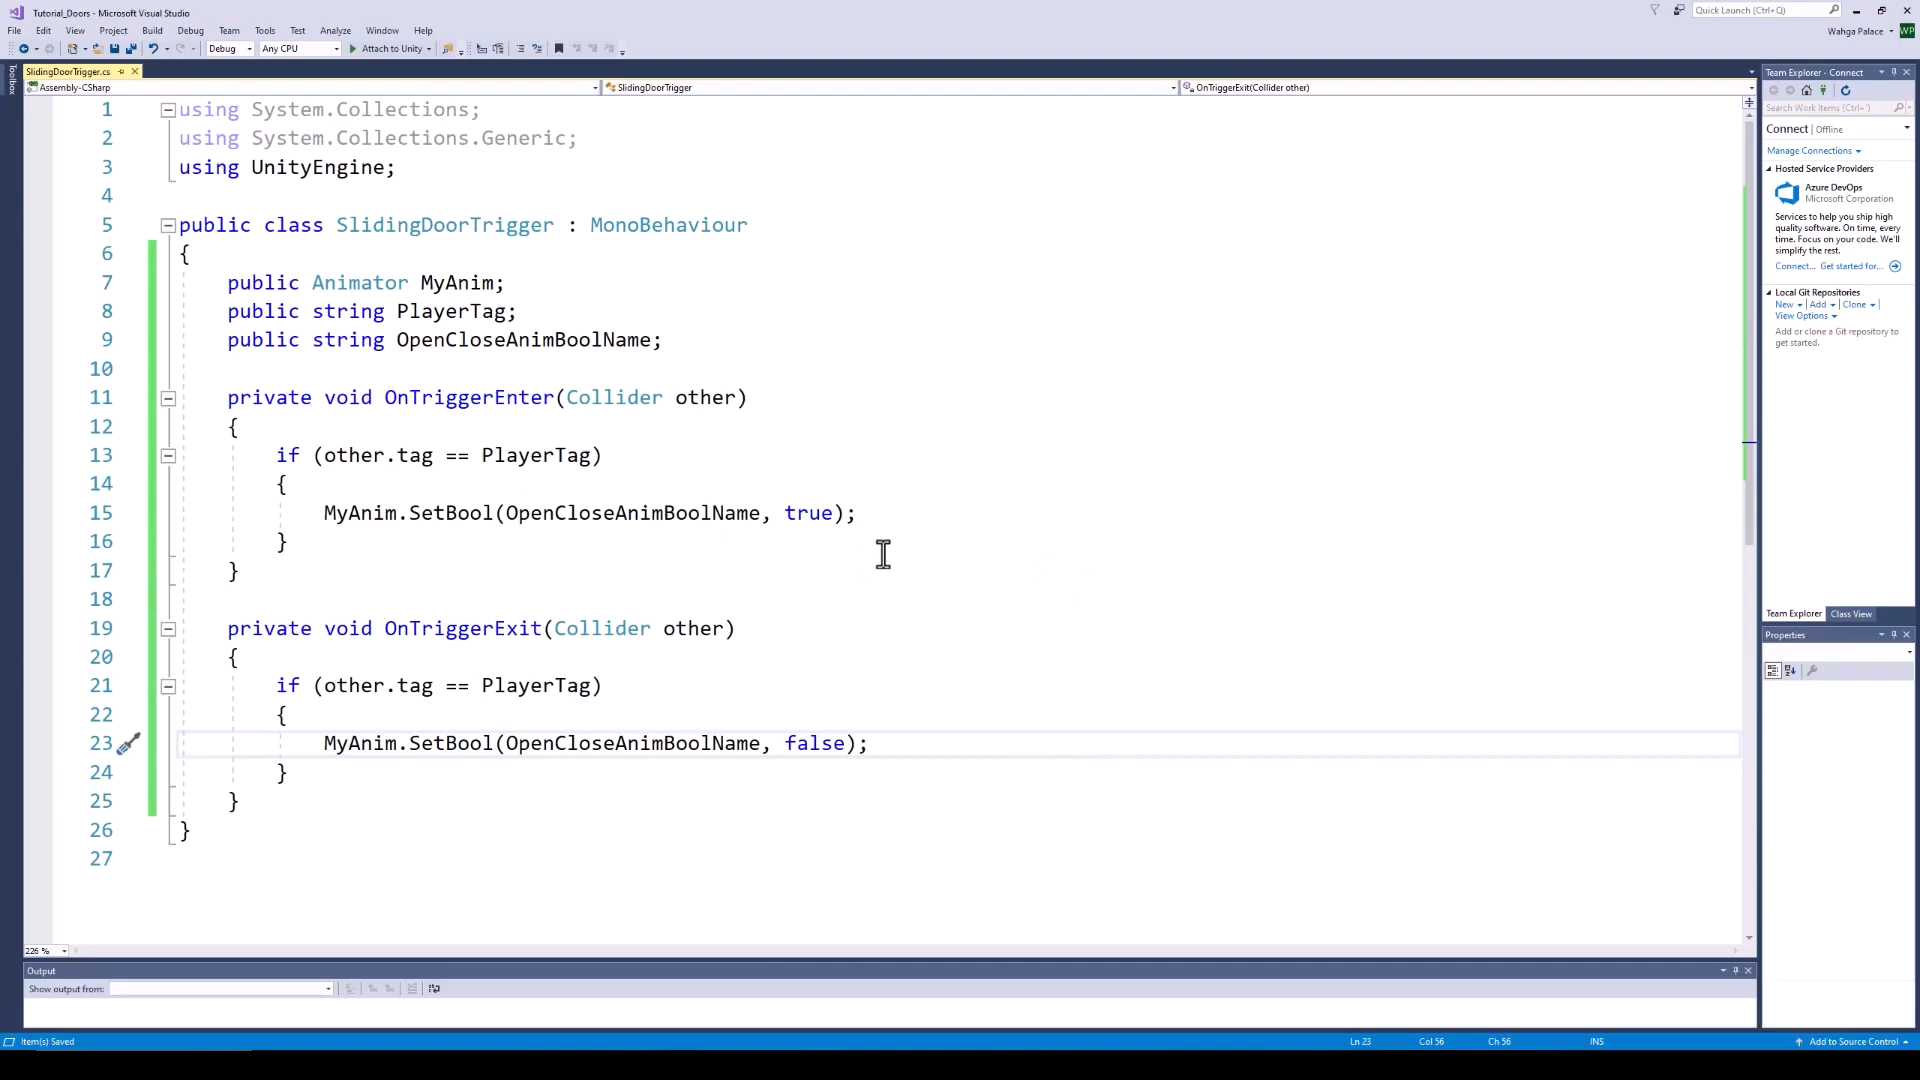 Tutorial_Doors - Microsoft Visual Studio
Quick Launch (Ctrl+Q)
File Edit View Project Build Debug Team Tools Test Analyze Window Help
Wahga Palace WP
Debug Any CPU Attach to Unity
Toolbox
SlidingDoorTrigger.cs
Assembly-CSharp SlidingDoorTrigger OnTriggerExit(Collider other)
1 using System.Collections;
2 using System.Collections.Generic;
3 using UnityEngine;
4
5 public class SlidingDoorTrigger : MonoBehaviour
6 {
7 public Animator MyAnim;
8 public string PlayerTag;
9 public string OpenCloseAnimBoolName;
10
11 private void OnTriggerEnter(Collider other)
12 {
13 if (other.tag == PlayerTag)
14 {
15 MyAnim.SetBool(OpenCloseAnimBoolName, true);
16 }
17 }
18
19 private void OnTriggerExit(Collider other)
20 {
21 if (other.tag == PlayerTag)
22 {
23 MyAnim.SetBool(OpenCloseAnimBoolName, false);
24 }
25 }
26 }
27
226 %
Output
Show output from:
Item(s) Saved
Ln 23 Col 56 Ch 56 INS Add to Source Control
Team Explorer - Connect
Search Work Items (Ctrl+')
Connect | Offline
Manage Connections
Hosted Service Providers
Azure DevOps
Microsoft Corporation
Services to help you ship high
quality software. On time, every
time. Focus on your code. We'll
simplify the rest.
Connect... Get started for...
Local Git Repositories
New | Add | Clone |
View Options
Add or clone a Git repository to
get started.
Team Explorer Class View
Properties